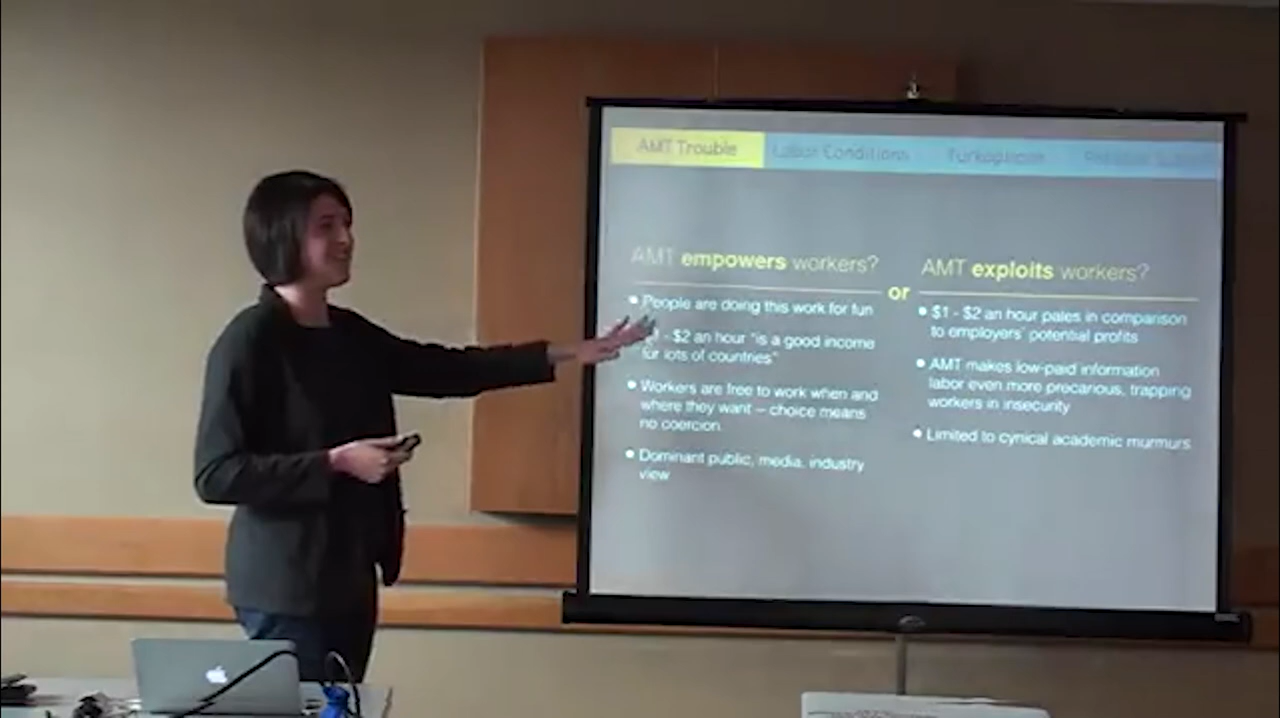 AMT Trouble
Labor Conditions
Turkopticon
AMT empowers workers?
People are doing this work for fun
- $2 an hour "is a good income
for lots of countries"
Workers are free to work when and
where they want – choice means
no coercion.
Dominant public, media, industry
view
or
AMT exploits workers?
$1 - $2 an hour pales in comparison
to employers' potential profits
AMT makes low-paid information
labor even more precarious, trapping
workers in insecurity
Limited to cynical academic murmurs